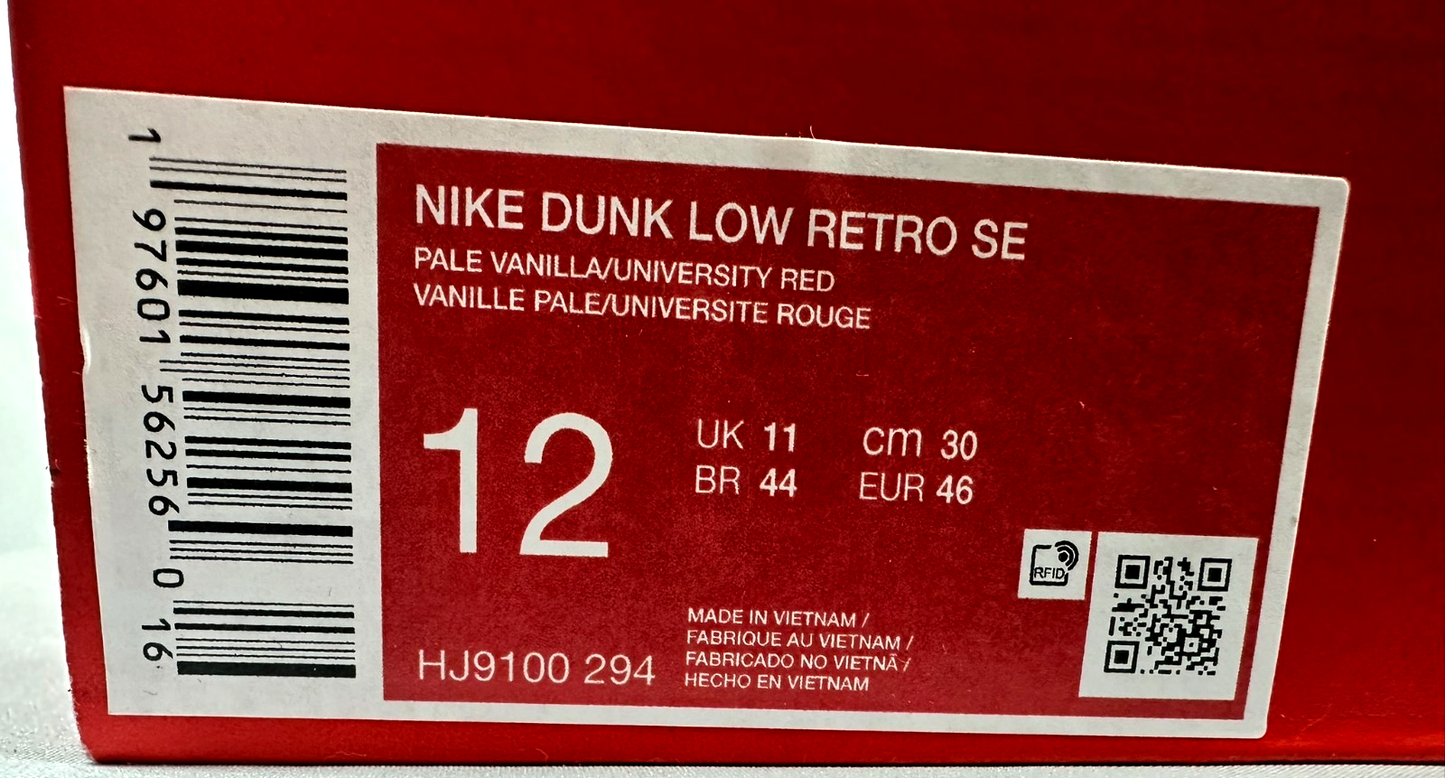 1 97601 56256 0 16
NIKE DUNK LOW RETRO SE
PALE VANILLA/UNIVERSITY RED
VANILLE PALE/UNIVERSITE ROUGE
12
UK 11 cm 30
BR 44 EUR 46
RFID
HJ9100 294
MADE IN VIETNAM /
FABRIQUE AU VIETNAM /
FABRICADO NO VIETNÃ /
HECHO EN VIETNAM